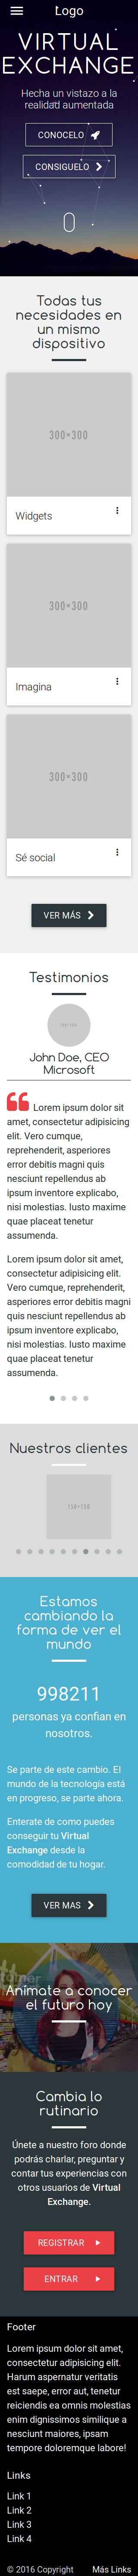 Logo
VIRTUAL
EXCHANGE
Hecha un vistazo a la
realidad aumentada
CONOCELO
CONSIGUELO
Todas tus
necesidades en
un mismo
dispositivo
300×300
Widgets
300×300
Imagina
300×300
Sé social
VER MÁS
Testimonios
John Doe, CEO
Microsoft
Lorem ipsum dolor sit
amet, consectetur adipisicing
elit. Vero cumque,
reprehenderit, asperiores
error debitis magni quis
nesciunt repellendus ab
ipsum inventore explicabo,
nisi molestias. Iusto maxime
quae placeat tenetur
assumenda.
Lorem ipsum dolor sit amet,
consectetur adipisicing elit.
Vero cumque, reprehenderit,
asperiores error debitis magni
quis nesciunt repellendus ab
ipsum inventore explicabo,
nisi molestias. Iusto maxime
quae placeat tenetur
assumenda.
Nuestros clientes
150×150
Estamos
cambiando la
forma de ver el
mundo
998211
personas ya confian en
nosotros.
Se parte de este cambio. El
mundo de la tecnología está
en progreso, se parte ahora.
Enterate de como puedes
conseguir tu Virtual
Exchange desde la
comodidad de tu hogar.
VER MAS
Anímate a conocer
el futuro hoy
Cambia lo
rutinario
Únete a nuestro foro donde
podrás charlar, preguntar y
contar tus experiencias con
otros usuarios de Virtual
Exchange.
REGISTRAR
ENTRAR
Footer
Lorem ipsum dolor sit amet,
consectetur adipisicing elit.
Harum aspernatur veritatis
est saepe, error aut, tenetur
reiciendis ea omnis molestias
enim dignissimos similique a
nesciunt maiores, ipsam
tempore doloremque labore!
Links
Link 1
Link 2
Link 3
Link 4
© 2016 Copyright Más Links